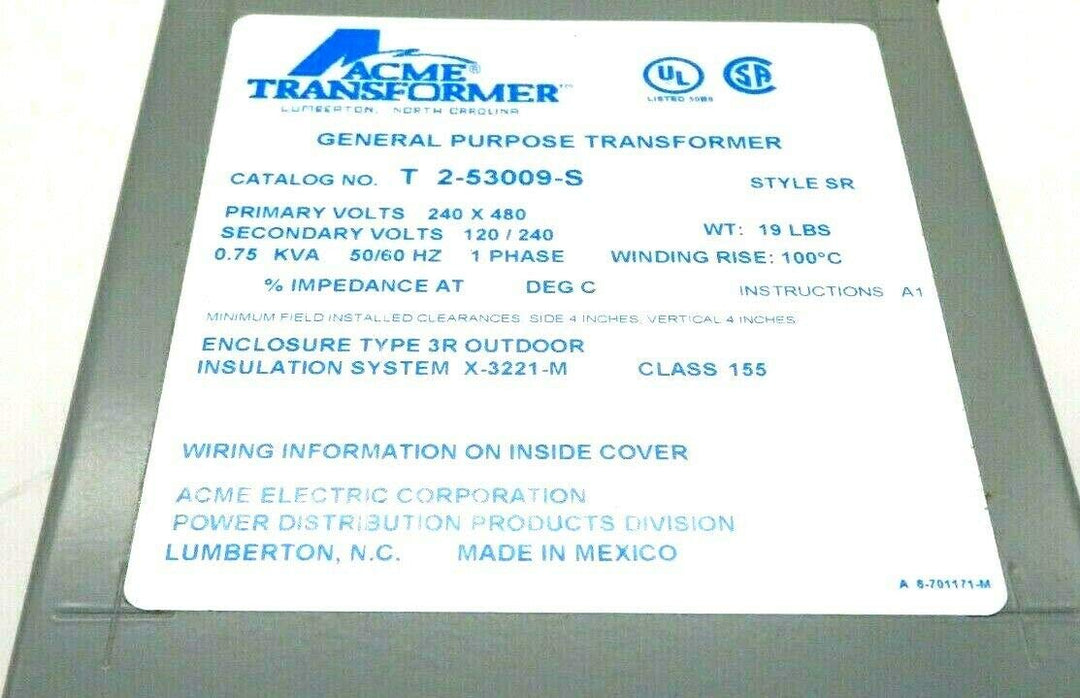 ACME®
TRANSFORMER™
LUMBERTON, NORTH CAROLINA
UL
LISTED
SA
GENERAL PURPOSE TRANSFORMER
CATALOG NO. T 2-53009-S
STYLE SR
PRIMARY VOLTS 240 X 480
SECONDARY VOLTS 120 / 240
WT: 19 LBS
0.75 KVA 50/60 HZ 1 PHASE WINDING RISE: 100°C
% IMPEDANCE AT DEG C
INSTRUCTIONS A1
MINIMUM FIELD INSTALLED CLEARANCES SIDE 4 INCHES, VERTICAL 4 INCHES
ENCLOSURE TYPE 3R OUTDOOR
INSULATION SYSTEM X-3221-M CLASS 155
WIRING INFORMATION ON INSIDE COVER
ACME ELECTRIC CORPORATION
POWER DISTRIBUTION PRODUCTS DIVISION
LUMBERTON, N.C. MADE IN MEXICO
A 6-701171-M